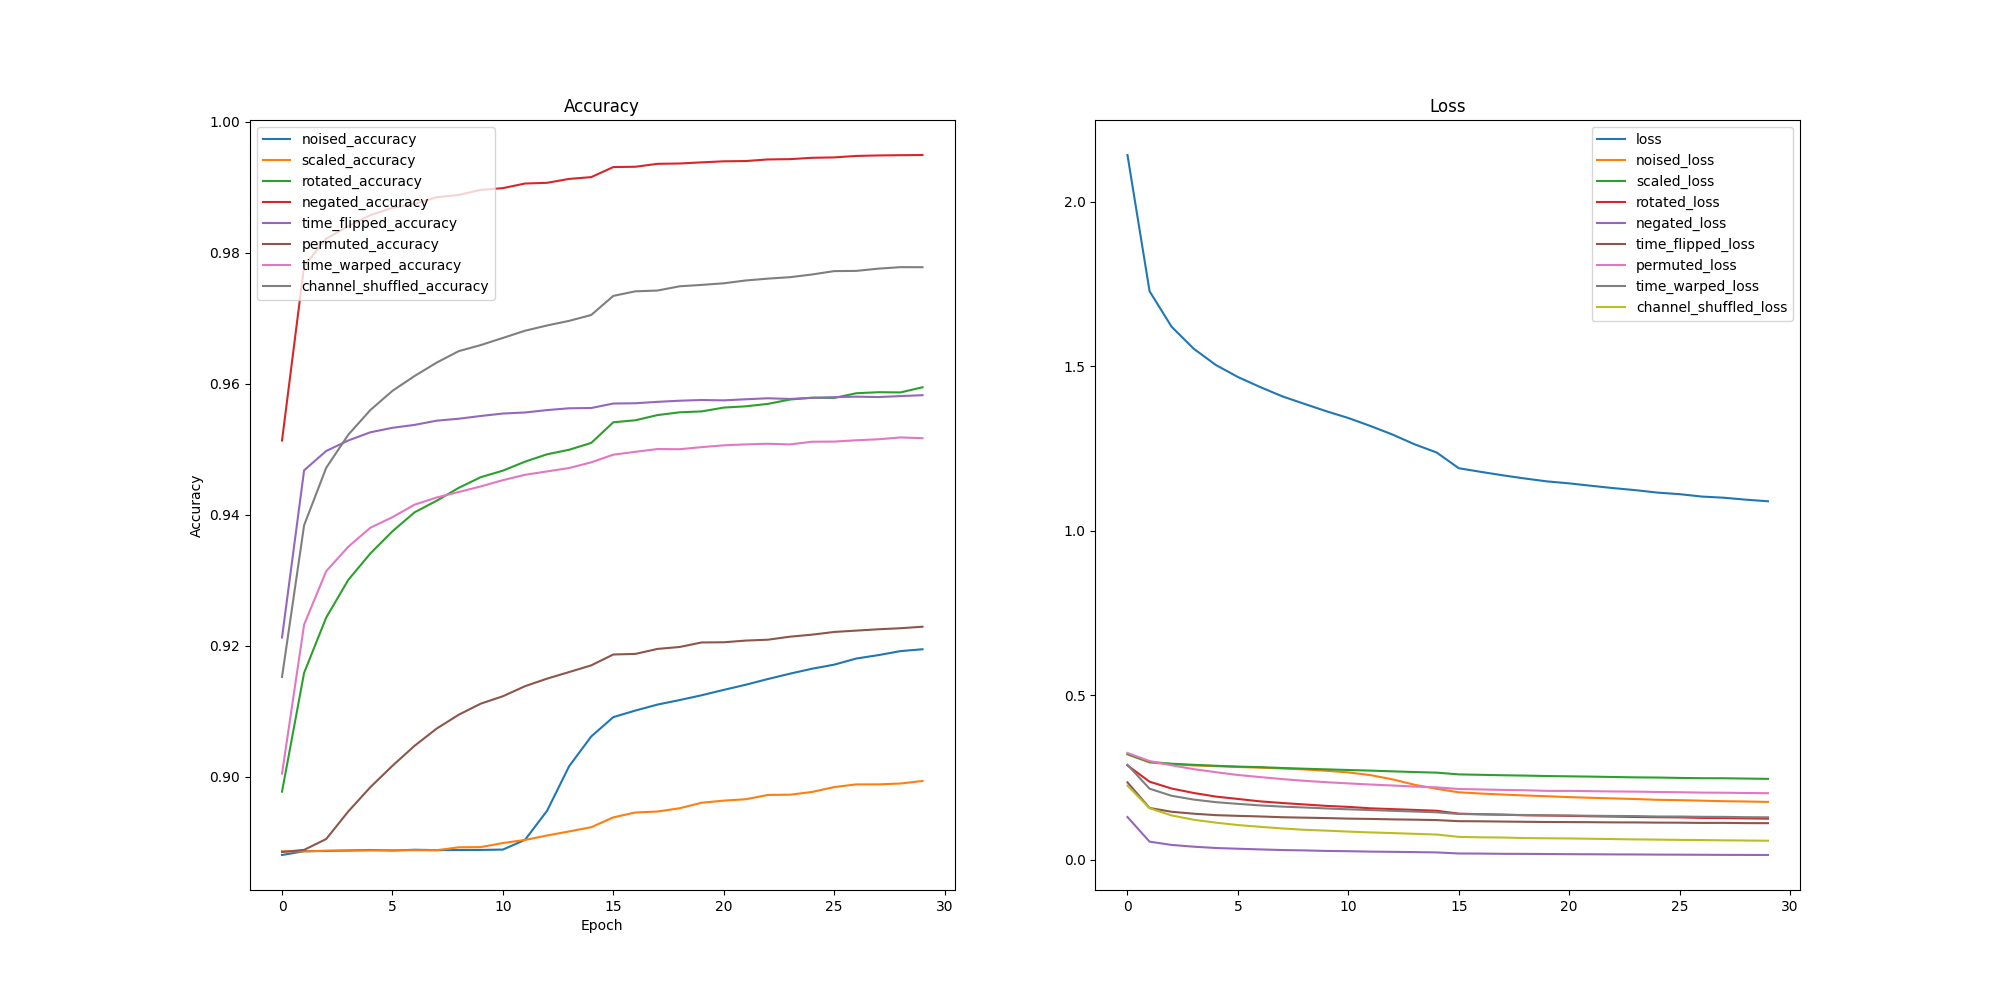 Accuracy
1.00
0.98
0.96
0.94
0.92
0.90
Accuracy
noised_accuracy
scaled_accuracy
rotated_accuracy
negated_accuracy
time_flipped_accuracy
permuted_accuracy
time_warped_accuracy
channel_shuffled_accuracy
0 5 10 15 20 25 30
Epoch
Loss
2.0
1.5
1.0
0.5
0.0
loss
noised_loss
scaled_loss
rotated_loss
negated_loss
time_flipped_loss
permuted_loss
time_warped_loss
channel_shuffled_loss
0 5 10 15 20 25 30